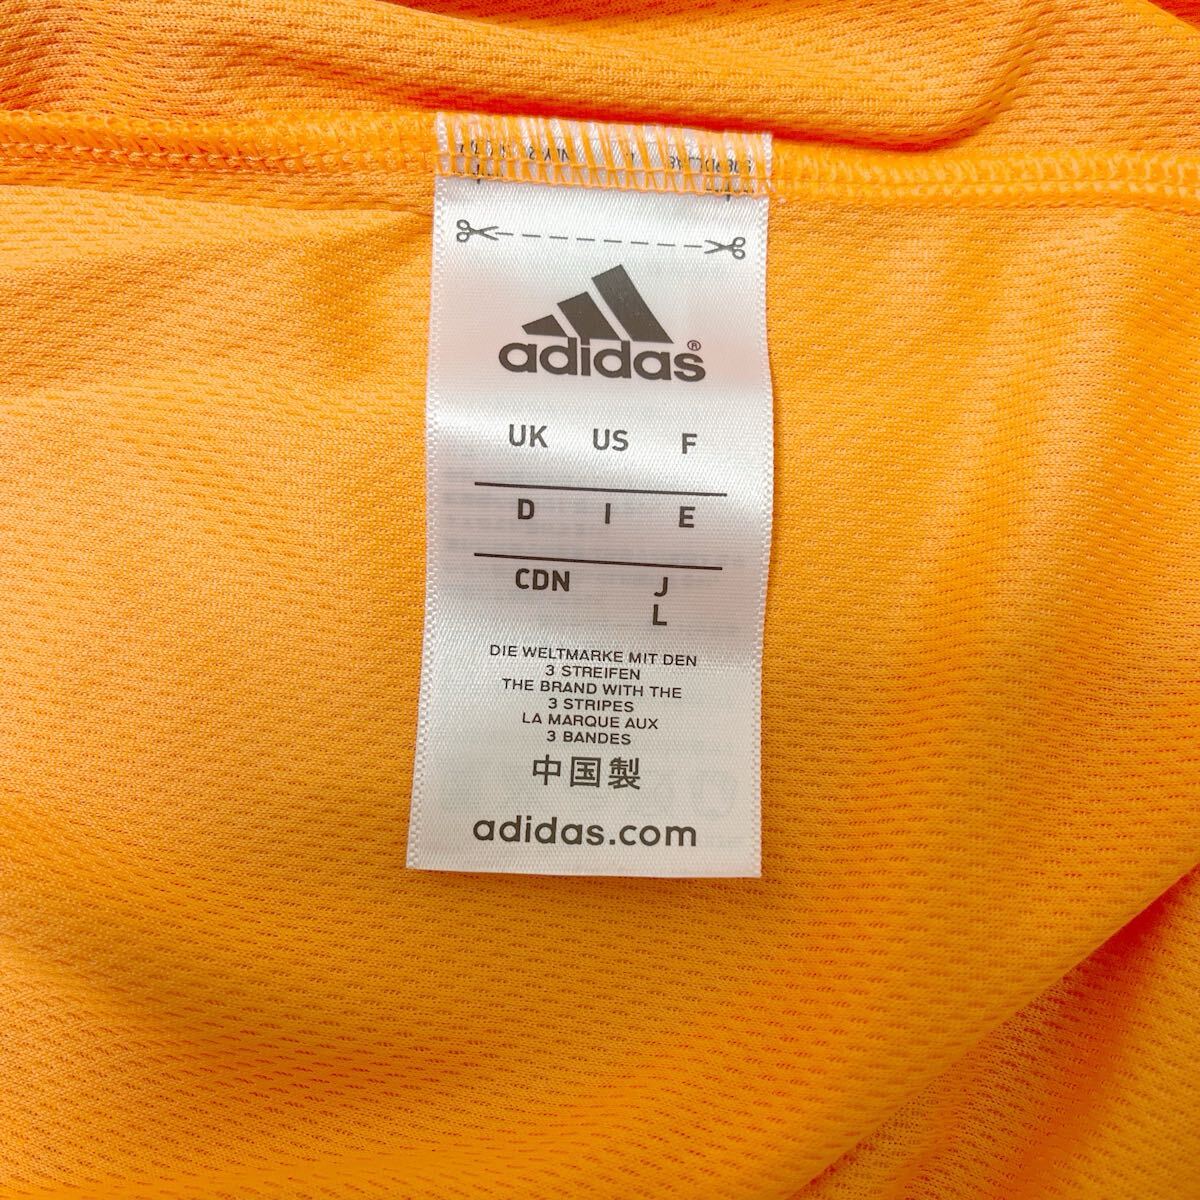 adidas®
UK US F
D I E
CDN J
L
DIE WELTMARKE MIT DEN
3 STREIFEN
THE BRAND WITH THE
3 STRIPES
LA MARQUE AUX
3 BANDES
中国製
adidas.com